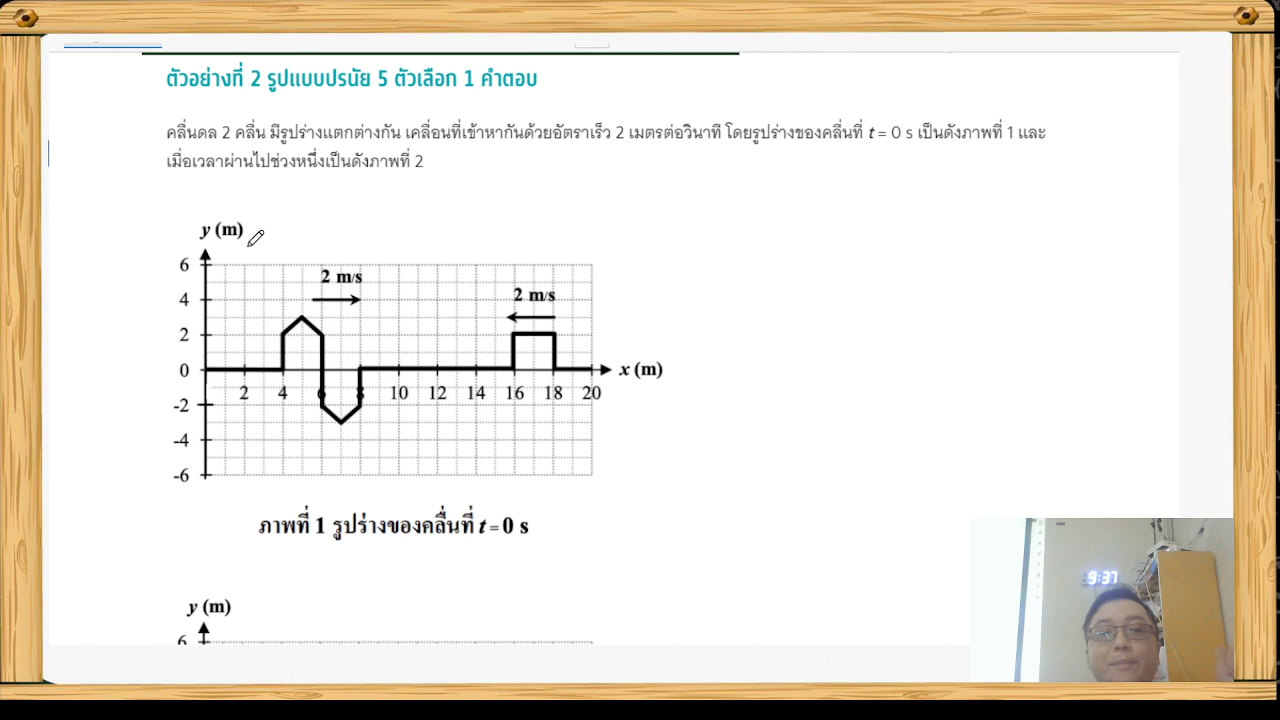 ตัวอย่างที่ 2 รูปแบบปรนัย 5 ตัวเลือก 1 คำตอบ
คลื่นดล 2 คลื่น มีรูปร่างแตกต่างกัน เคลื่อนที่เข้าหากันด้วยอัตราเร็ว 2 เมตรต่อวินาที โดยรูปร่างของคลื่นที่ t = 0 s เป็นดังภาพที่ 1 และ
เมื่อเวลาผ่านไปช่วงหนึ่งเป็นดังภาพที่ 2
y (m)
6
2 m/s
4
2 m/s
2
0
x (m)
2 4 6 8 10 12 14 16 18 20
-2
-4
-6
ภาพที่ 1 รูปร่างของคลื่นที่ t = 0 s
y (m)
6
9:37